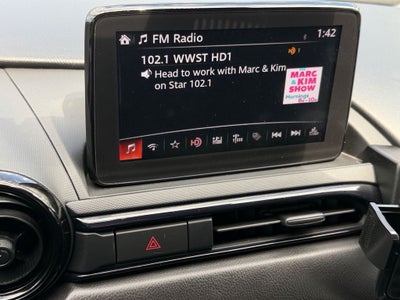 FM Radio
1:42
102.1 WWST HD1
Head to work with Marc & Kim
on Star 102.1
MARC
& KIM
SHOW
Mornings